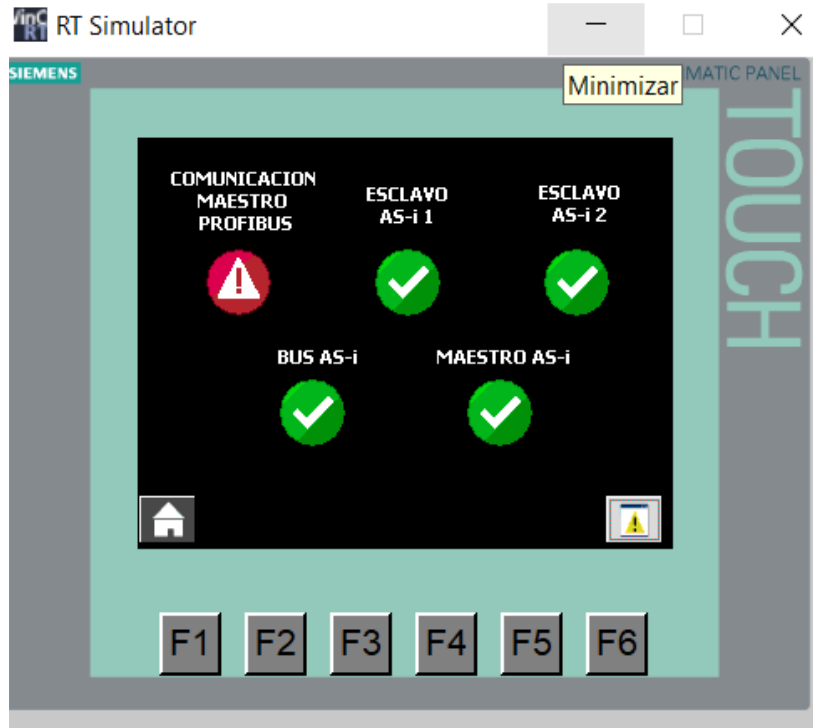 RT Simulator
SIEMENS
Minimizar
MATIC PANEL
TOUCH
COMUNICACION
MAESTRO
PROFIBUS
ESCLAVO
AS-i 1
ESCLAVO
AS-i 2
BUS AS-i
MAESTRO AS-i
F1 F2 F3 F4 F5 F6